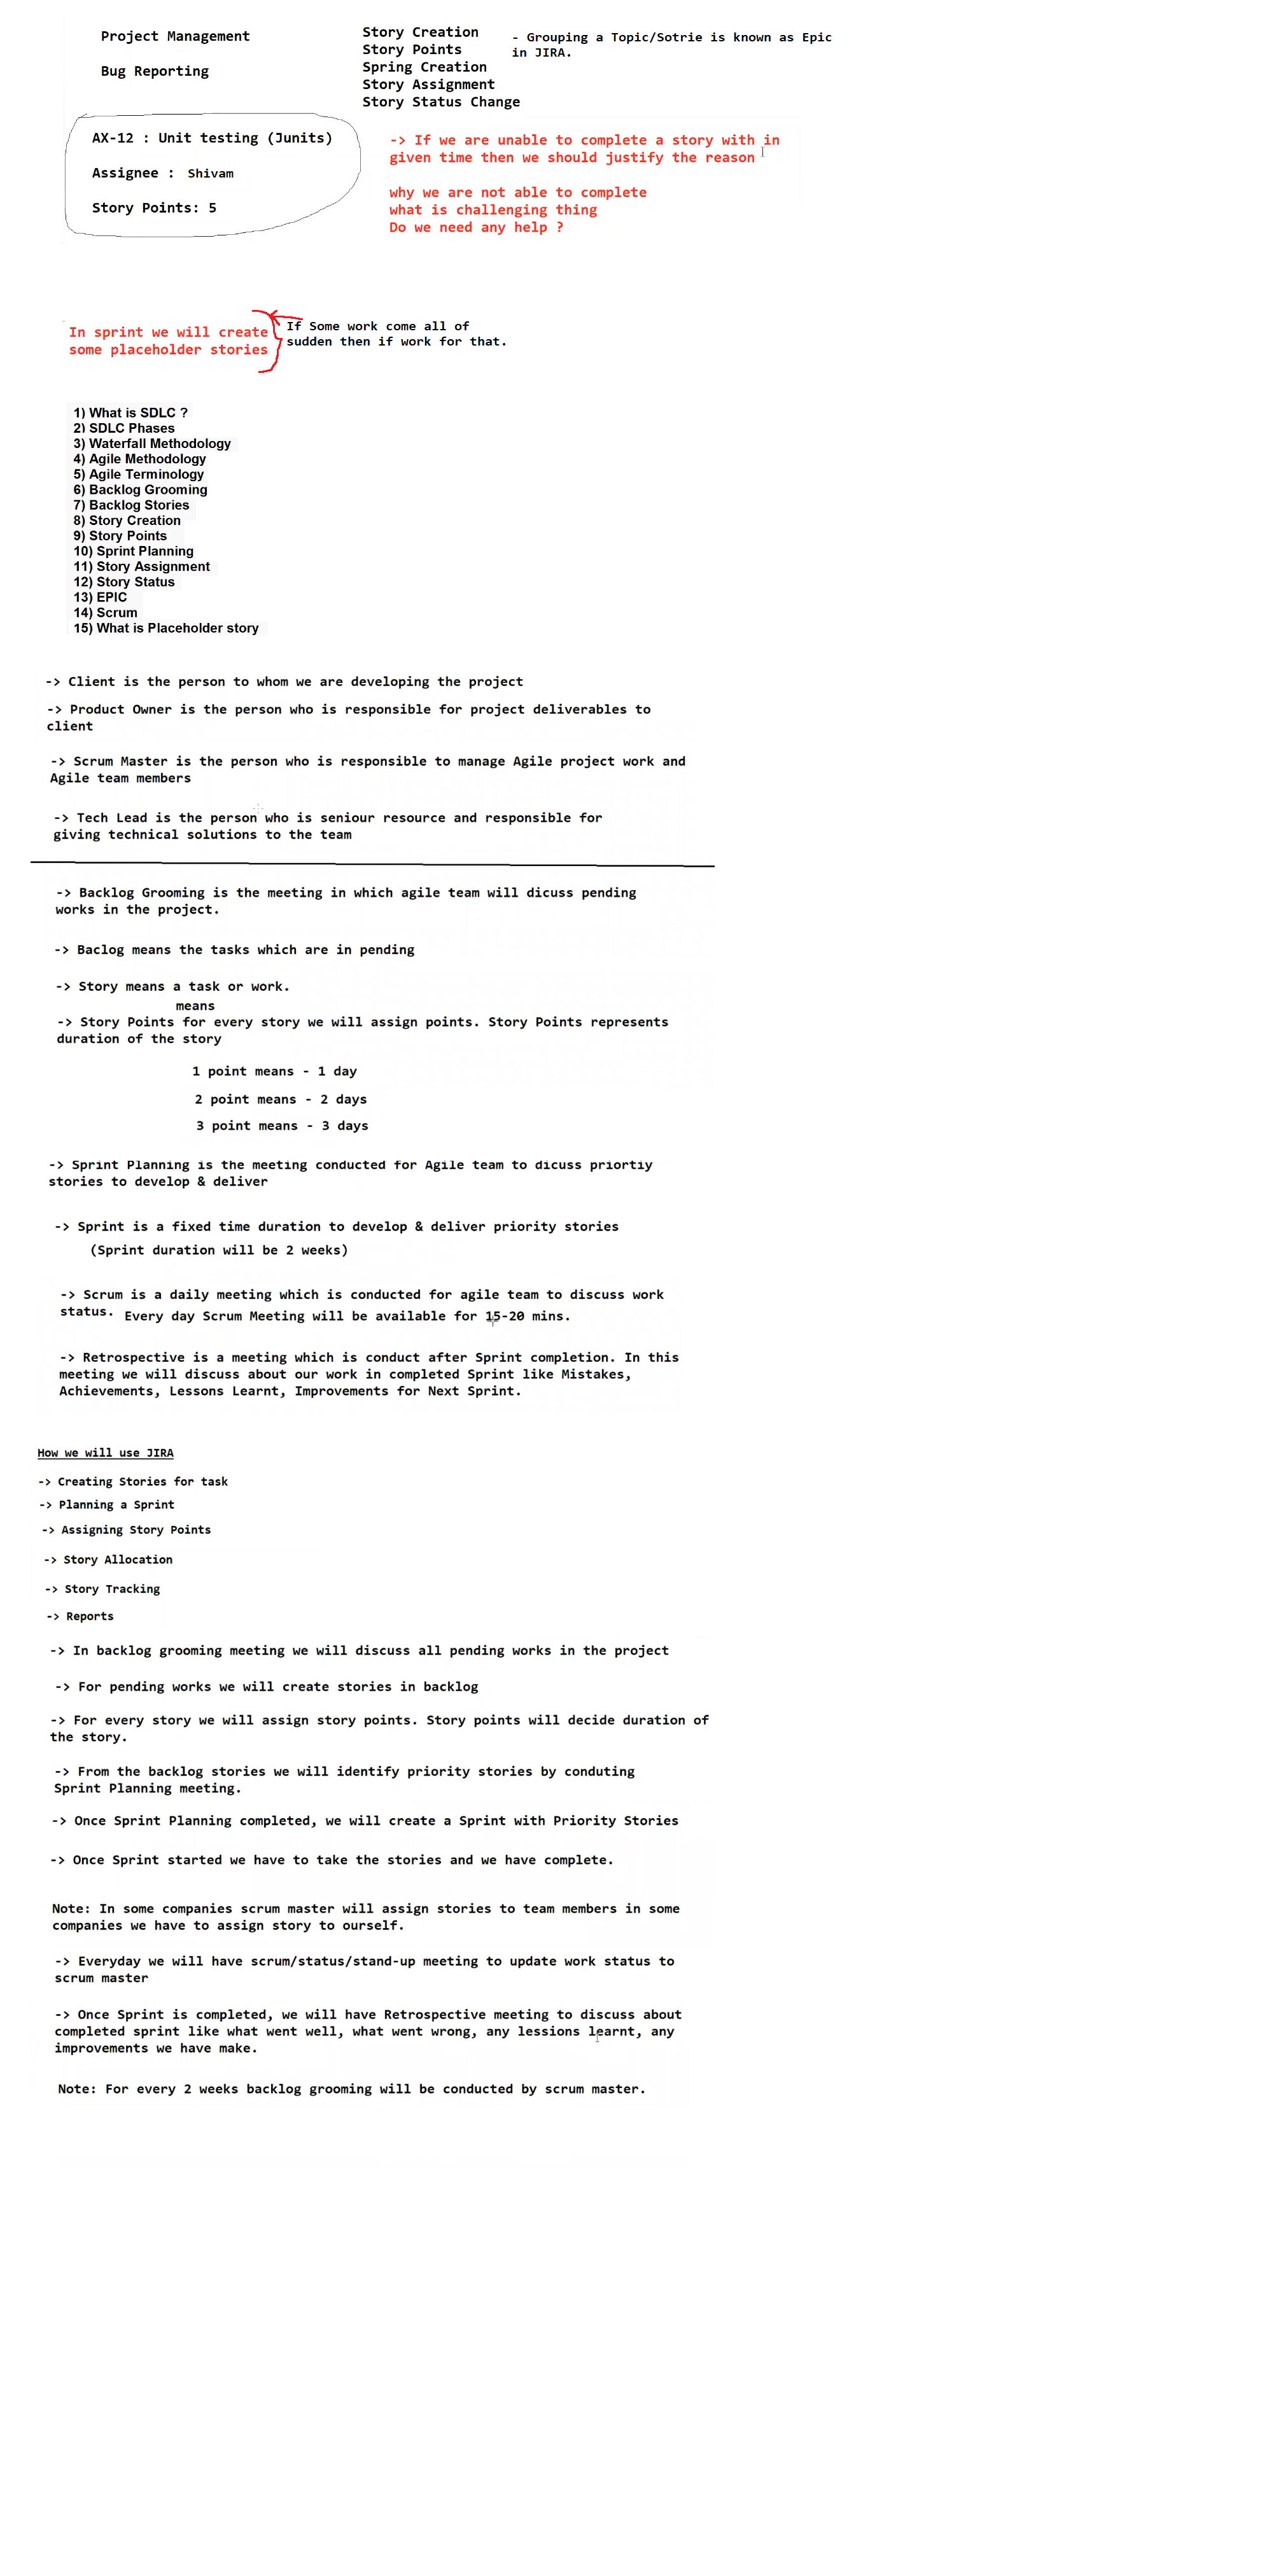 Project Management
Bug Reporting
Story Creation
Story Points
Spring Creation
Story Assignment
Story Status Change
- Grouping a Topic/Sotrie is known as Epic
in JIRA.
AX-12 : Unit testing (Junits)
Assignee : Shivam
Story Points: 5
-> If we are unable to complete a story with in
given time then we should justify the reason
why we are not able to complete
what is challenging thing
Do we need any help ?
In sprint we will create
some placeholder stories
If Some work come all of
sudden then if work for that.
1) What is SDLC ?
2) SDLC Phases
3) Waterfall Methodology
4) Agile Methodology
5) Agile Terminology
6) Backlog Grooming
7) Backlog Stories
8) Story Creation
9) Story Points
10) Sprint Planning
11) Story Assignment
12) Story Status
13) EPIC
14) Scrum
15) What is Placeholder story
-> Client is the person to whom we are developing the project
-> Product Owner is the person who is responsible for project deliverables to
client
-> Scrum Master is the person who is responsible to manage Agile project work and
Agile team members
-> Tech Lead is the person who is seniour resource and responsible for
giving technical solutions to the team
-> Backlog Grooming is the meeting in which agile team will dicuss pending
works in the project.
-> Baclog means the tasks which are in pending
-> Story means a task or work.
means
-> Story Points for every story we will assign points. Story Points represents
duration of the story
1 point means - 1 day
2 point means - 2 days
3 point means - 3 days
-> Sprint Planning is the meeting conducted for Agile team to dicuss priortiy
stories to develop & deliver
-> Sprint is a fixed time duration to develop & deliver priority stories
(Sprint duration will be 2 weeks)
-> Scrum is a daily meeting which is conducted for agile team to discuss work
status. Every day Scrum Meeting will be available for 15-20 mins.
-> Retrospective is a meeting which is conduct after Sprint completion. In this
meeting we will discuss about our work in completed Sprint like Mistakes,
Achievements, Lessons Learnt, Improvements for Next Sprint.
How we will use JIRA
-> Creating Stories for task
-> Planning a Sprint
-> Assigning Story Points
-> Story Allocation
-> Story Tracking
-> Reports
-> In backlog grooming meeting we will discuss all pending works in the project
-> For pending works we will create stories in backlog
-> For every story we will assign story points. Story points will decide duration of
the story.
-> From the backlog stories we will identify priority stories by conduting
Sprint Planning meeting.
-> Once Sprint Planning completed, we will create a Sprint with Priority Stories
-> Once Sprint started we have to take the stories and we have complete.
Note: In some companies scrum master will assign stories to team members in some
companies we have to assign story to ourself.
-> Everyday we will have scrum/status/stand-up meeting to update work status to
scrum master
-> Once Sprint is completed, we will have Retrospective meeting to discuss about
completed sprint like what went well, what went wrong, any lessions learnt, any
improvements we have make.
Note: For every 2 weeks backlog grooming will be conducted by scrum master.